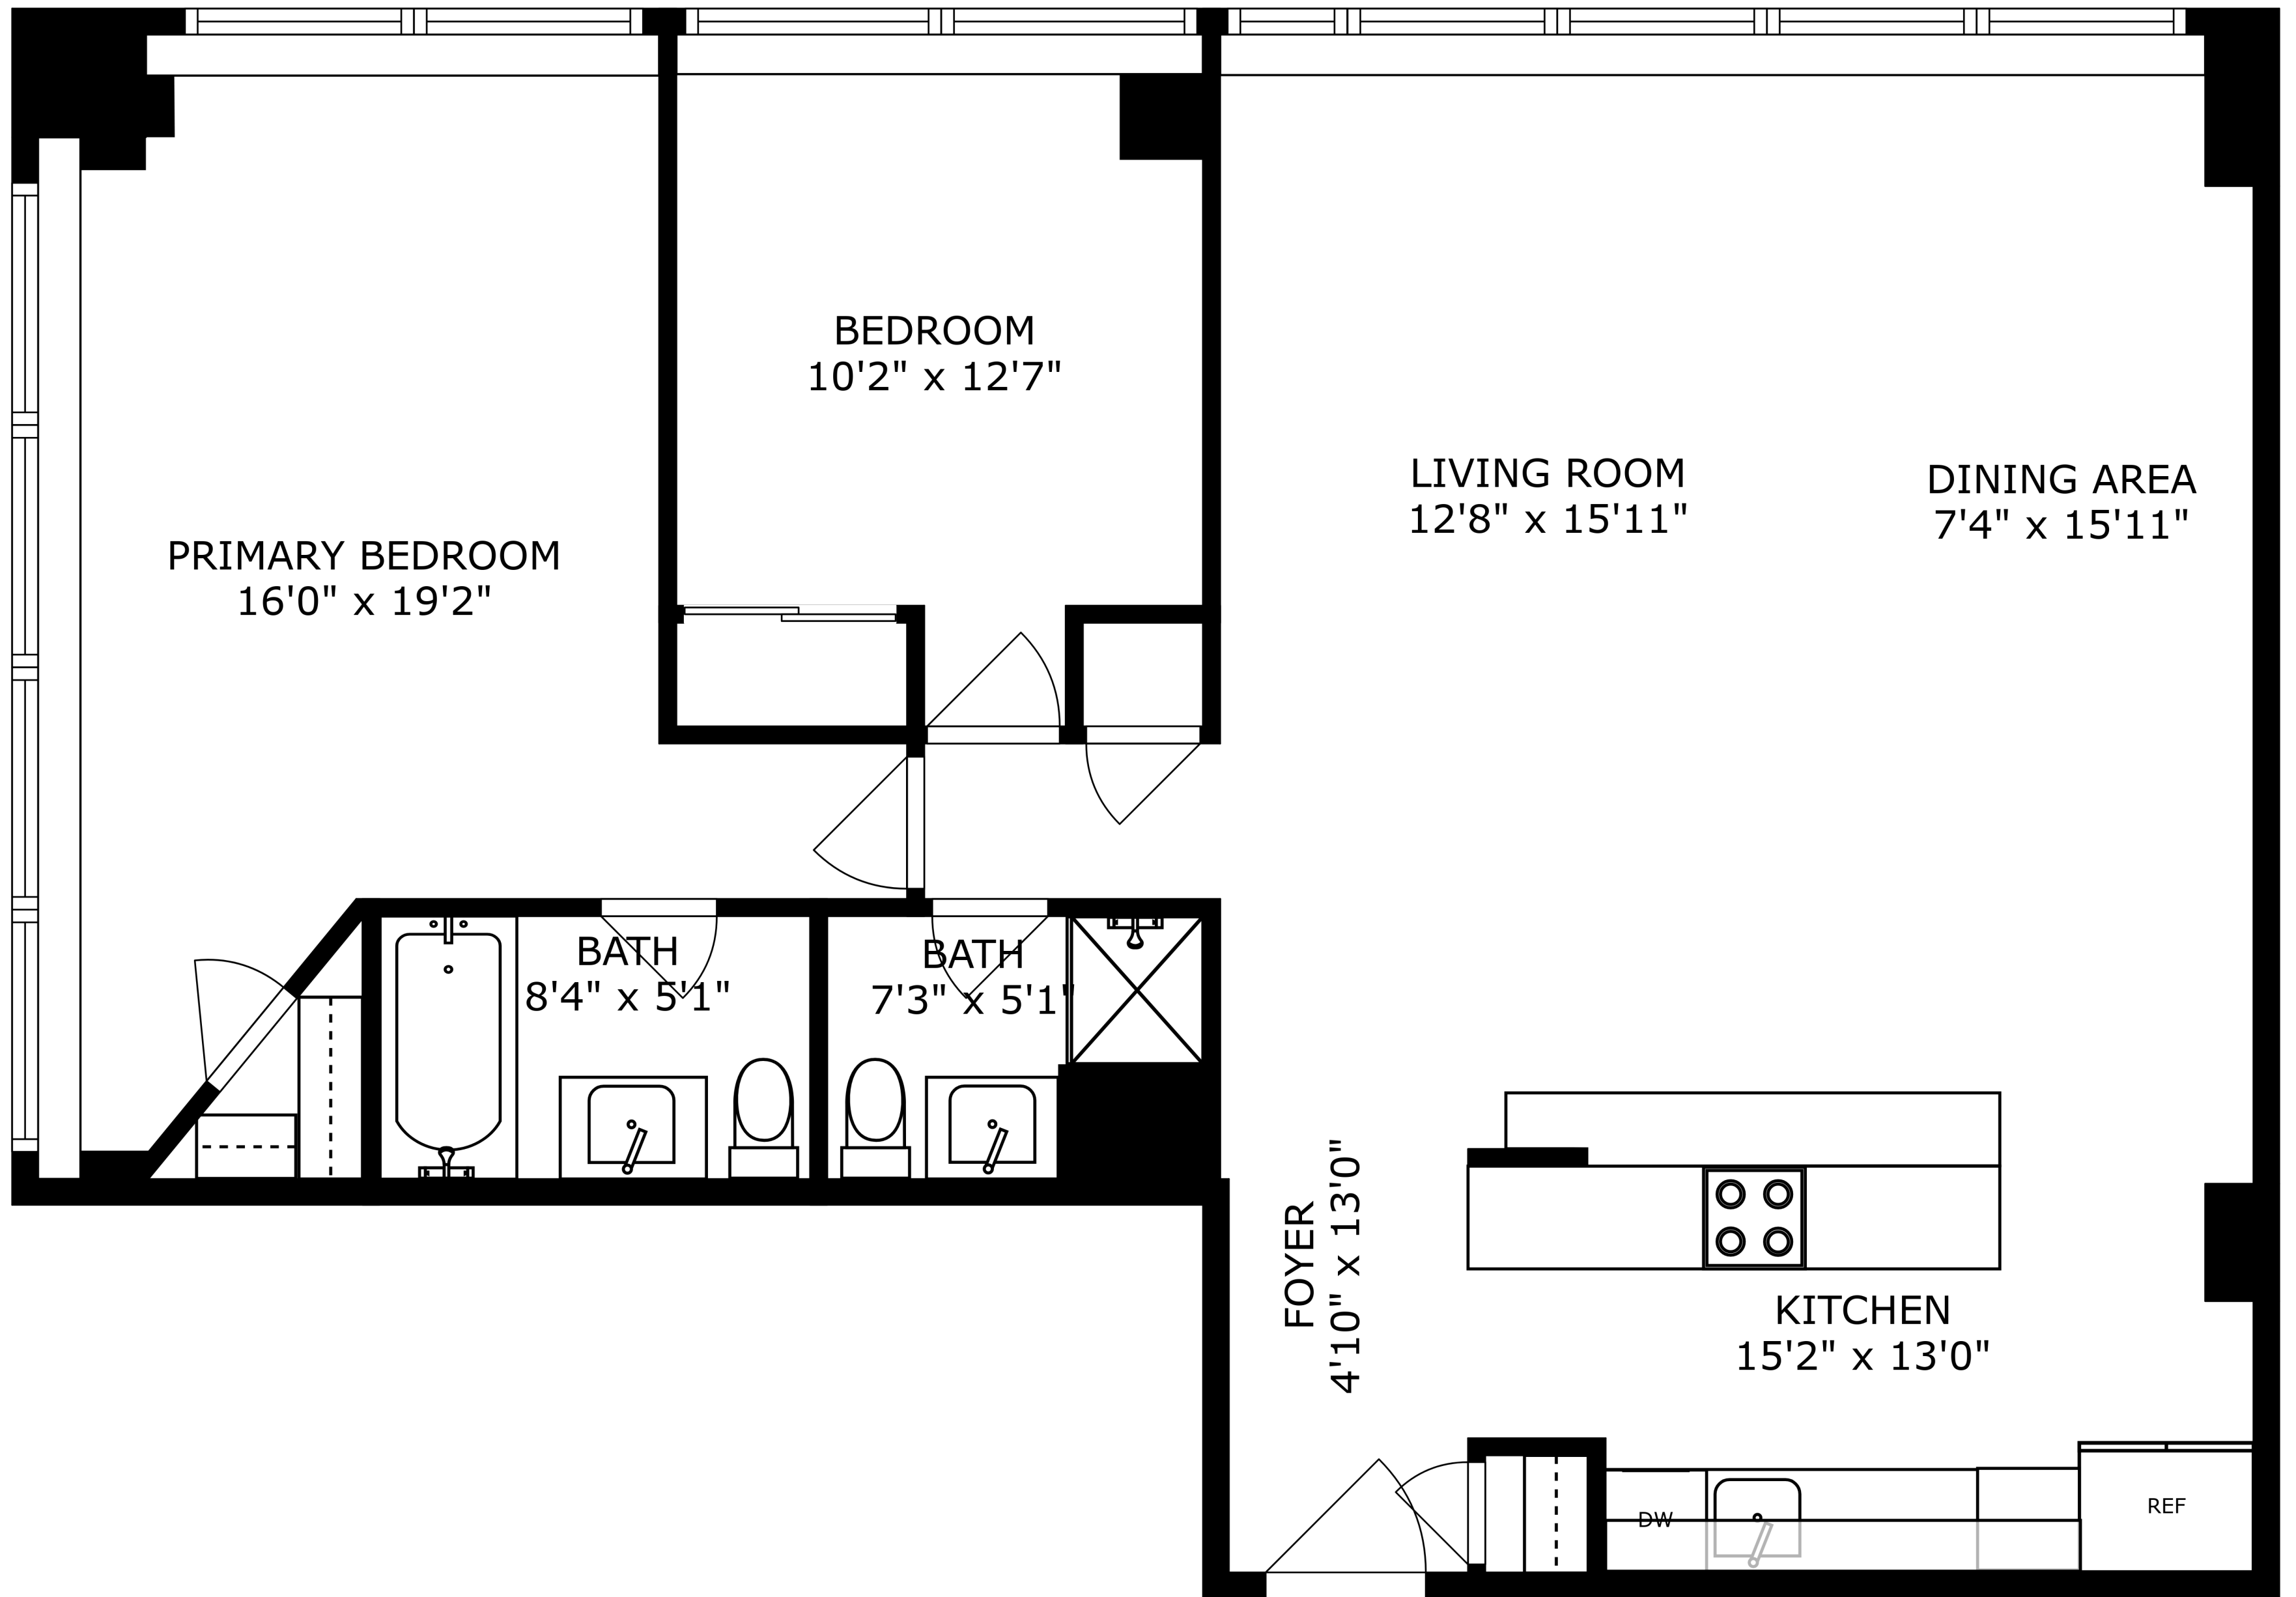 BEDROOM
10'2" x 12'7"
LIVING ROOM
12'8" x 15'11"
DINING AREA
7'4" x 15'11"
PRIMARY BEDROOM
16'0" x 19'2"
BATH
8'4" x 5'1"
BATH
7'3" x 5'1"
FOYER
4'10" x 13'0"
KITCHEN
15'2" x 13'0"
DW
REF